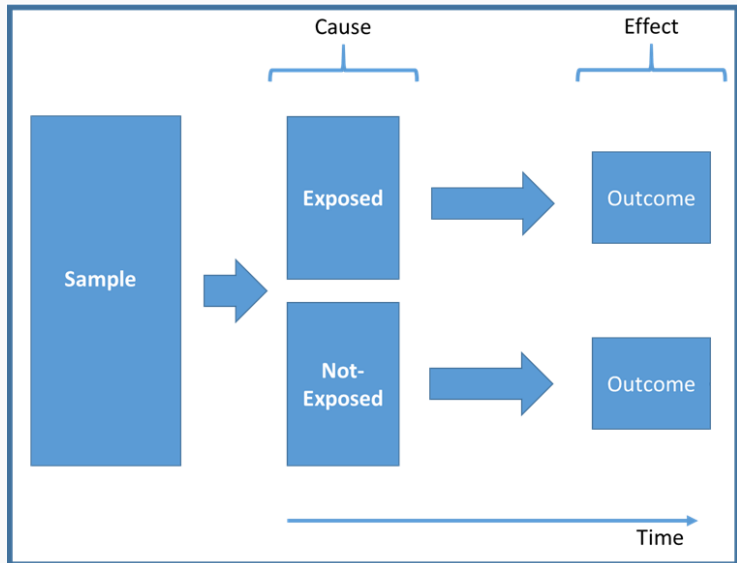 Cause
Effect
Sample
Exposed
Outcome
Not-
Exposed
Outcome
Time